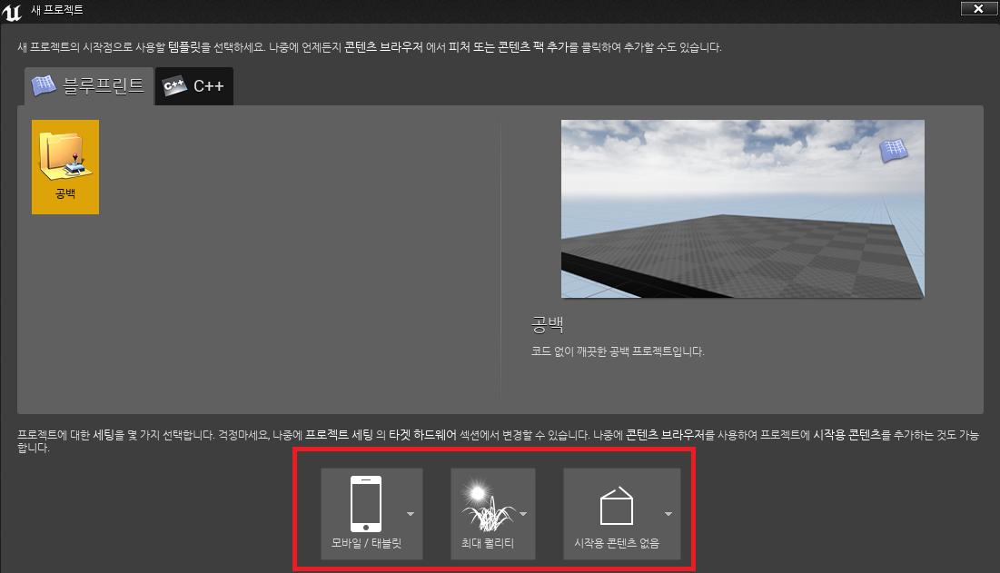 새 프로젝트
새 프로젝트의 시작점으로 사용할 템플릿을 선택하세요. 나중에 언제든지 콘텐츠 브라우저 에서 피처 또는 콘텐츠 팩 추가를 클릭하여 추가할 수도 있습니다.
블루프린트
C++ C++
공백
공백
코드 없이 깨끗한 공백 프로젝트입니다.
프로젝트에 대한 세팅을 몇 가지 선택합니다. 걱정마세요, 나중에 프로젝트 세팅 의 타겟 하드웨어 섹션에서 변경할 수 있습니다. 나중에 콘텐츠 브라우저를 사용하여 프로젝트에 시작용 콘텐츠를 추가하는 것도 가능
합니다.
모바일 / 태블릿
최대 퀄리티
시작용 콘텐츠 없음